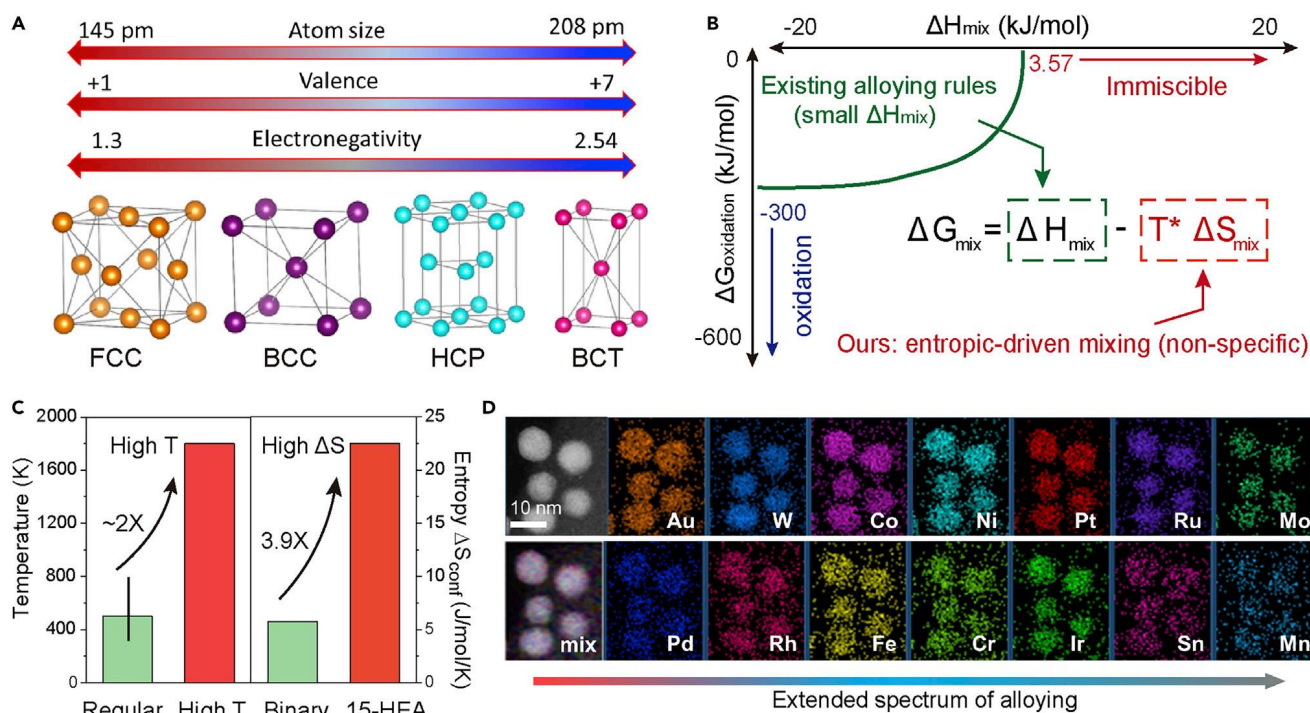 A
145 pm Atom size 208 pm
+1 Valence +7
1.3 Electronegativity 2.54
FCC BCC HCP BCT
B
ΔHmix (kJ/mol)
-20 20
0
3.57 Immiscible
Existing alloying rules
(small ΔHmix)
ΔGoxidation (kJ/mol)
-300
oxidation
-600
ΔGmix = ΔHmix - T* ΔSmix
Ours: entropic-driven mixing (non-specific)
C
Temperature (K)
2000
1600
1200
800
400
0
High T High ΔS
~2X 3.9X
25
20
15
10
5
0
Entropy ΔSconf (J/mol/K)
Regular High T Binary 15-HEA
D
10 nm Au W Co Ni Pt Ru Mo
mix Pd Rh Fe Cr Ir Sn Mn
Extended spectrum of alloying